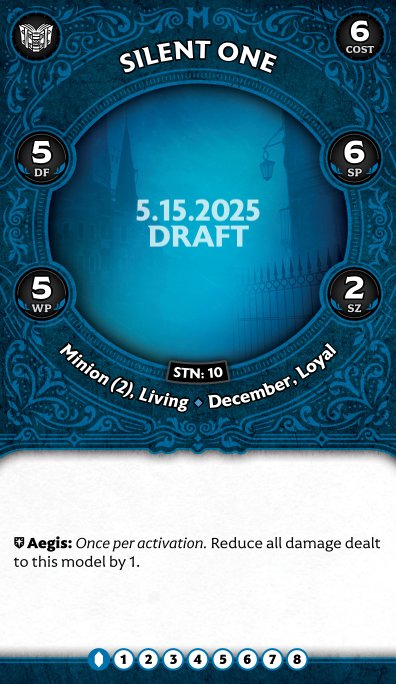 SILENT ONE
6
COST
5
DF
6
SP
5.15.2025
DRAFT
5
WP
2
SZ
STN: 10
Minion (2), Living ◆ December, Loyal
Aegis: Once per activation. Reduce all damage dealt
to this model by 1.
1 2 3 4 5 6 7 8